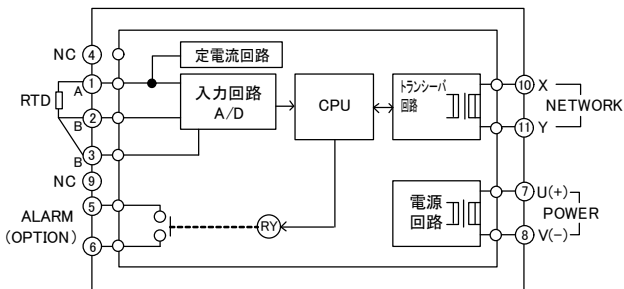 NC 4
定電流回路
1 A
RTD
入力回路
A/D
CPU
トランシーバ
回路
10 X
NETWORK
11 Y
2 B
3 B
NC 9
5
ALARM
(OPTION)
6
RY
電源
回路
7 U(+)
POWER
8 V(−)